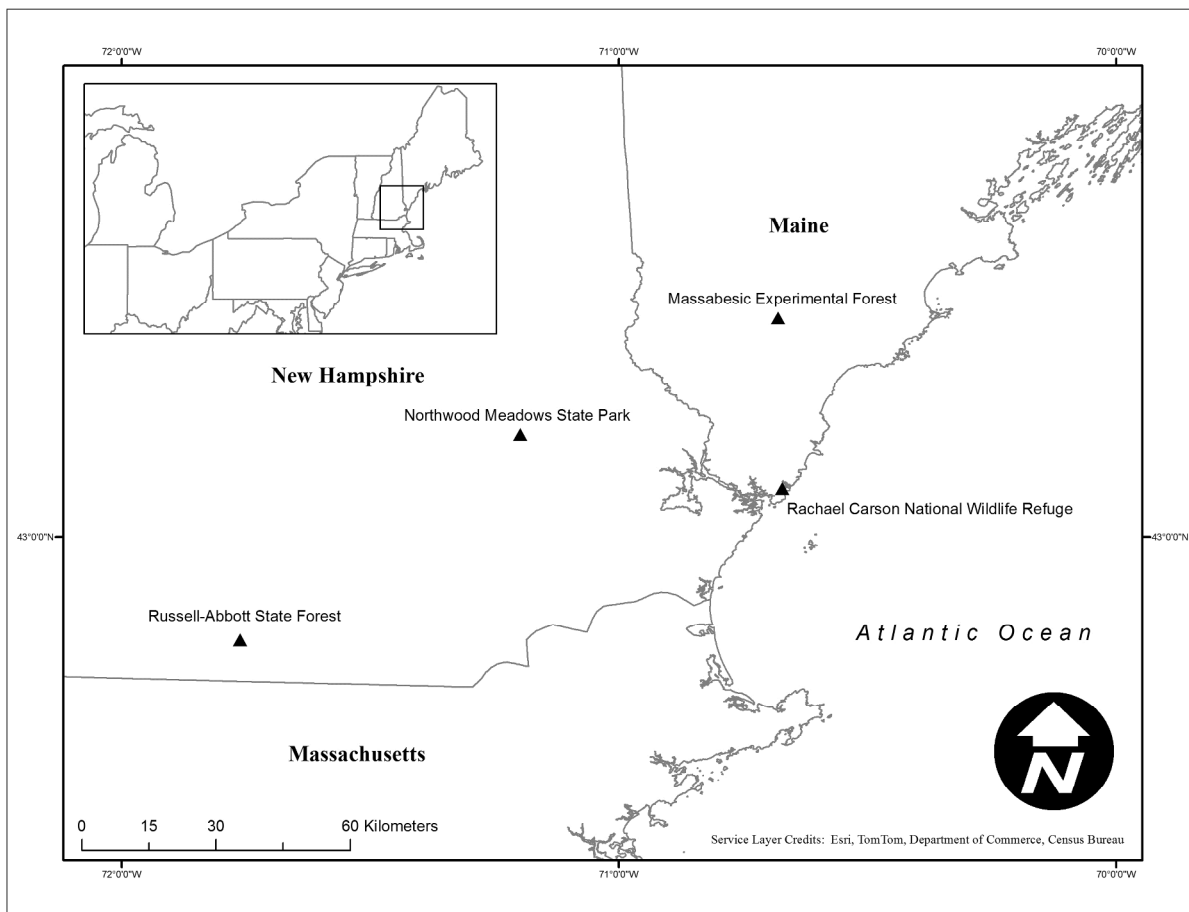 72°0'0"W
71°0'0"W
70°0'0"W
Maine
Massabesic Experimental Forest
New Hampshire
Northwood Meadows State Park
Rachael Carson National Wildlife Refuge
43°0'0"N
43°0'0"N
Russell-Abbott State Forest
Atlantic Ocean
Massachusetts
N
0 15 30 60 Kilometers
Service Layer Credits: Esri, TomTom, Department of Commerce, Census Bureau
72°0'0"W
71°0'0"W
70°0'0"W